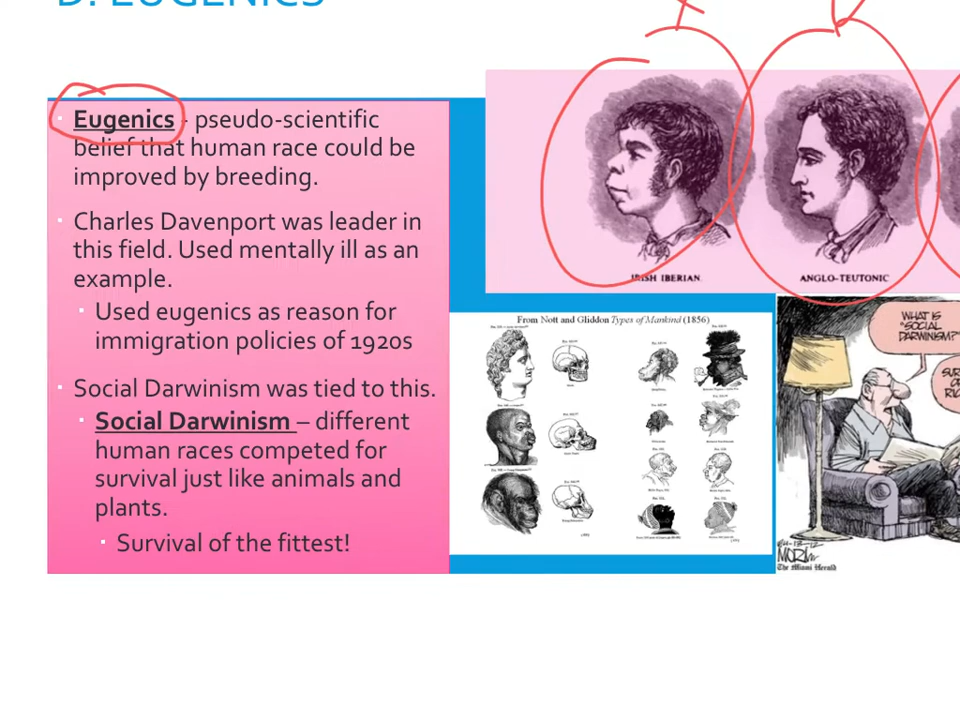 D. EUGENICS
Eugenics - pseudo-scientific
belief that human race could be
improved by breeding.
Charles Davenport was leader in
this field. Used mentally ill as an
example.
Used eugenics as reason for
immigration policies of 1920s
Social Darwinism was tied to this.
Social Darwinism – different
human races competed for
survival just like animals and
plants.
Survival of the fittest!
IRISH IBERIAN
ANGLO-TEUTONIC
From Nott and Gliddon Types of Mankind (1856)
WHAT IS
"SOCIAL
DARWINISM?"
The Miami Herald